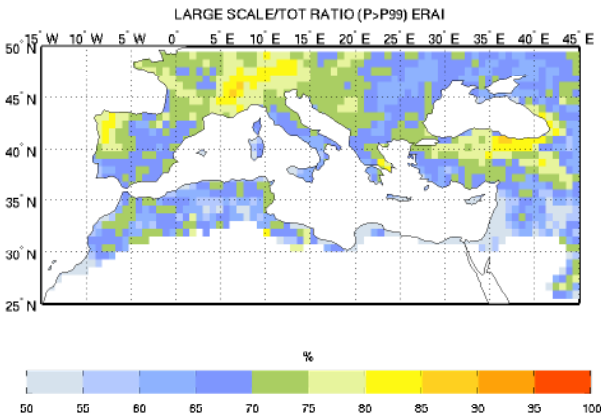 LARGE SCALE/TOT RATIO (P>P99) ERAI
15° W 10° W 5° W 0° 5° E 10° E 15° E 20° E 25° E 30° E 35° E 40° E 45° E
50° N
45° N
40° N
35° N
30° N
25° N
%
50 55 60 65 70 75 80 85 90 95 100